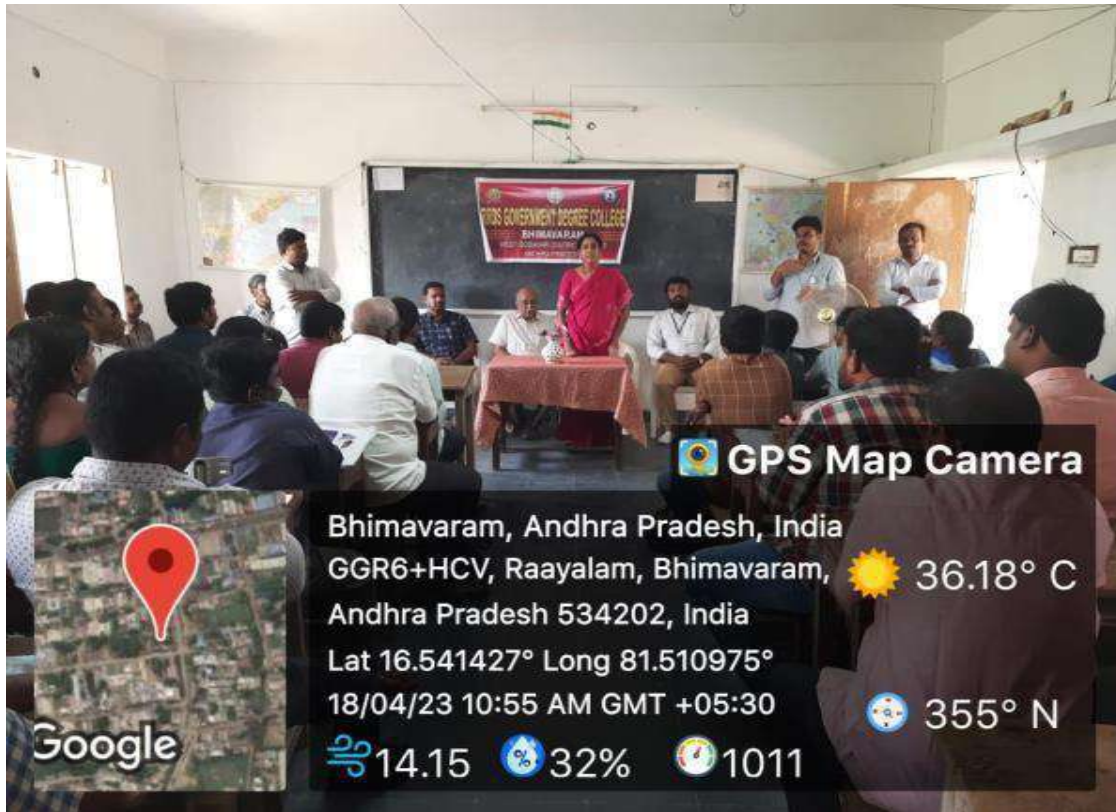 GOVERNMENT DEGREE COLLEGE
BHIMAVARAM
GPS Map Camera
Bhimavaram, Andhra Pradesh, India
GGR6+HCV, Raayalam, Bhimavaram,
Andhra Pradesh 534202, India
Lat 16.541427° Long 81.510975°
18/04/23 10:55 AM GMT +05:30
36.18° C
355° N
14.15
32%
1011
Google